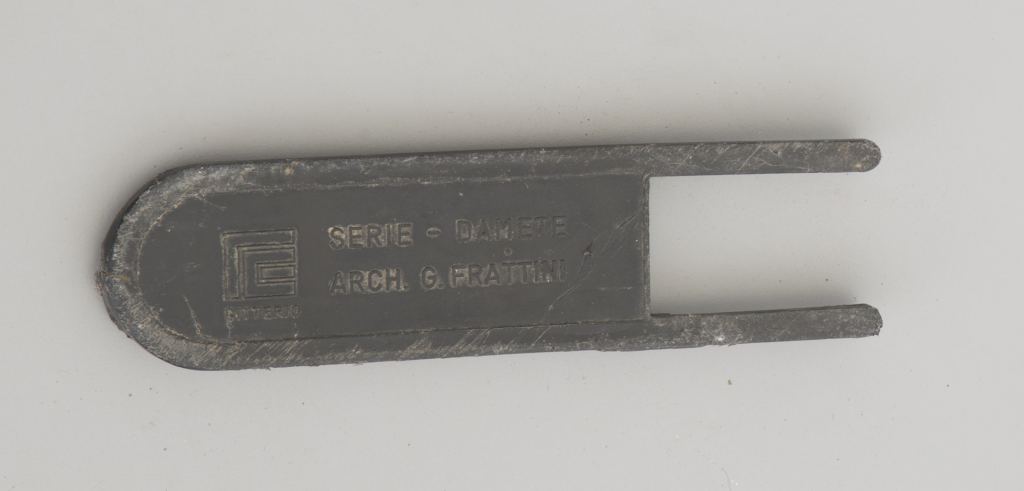 SERIE - DAMETE
ARCH. G. FRATTINI